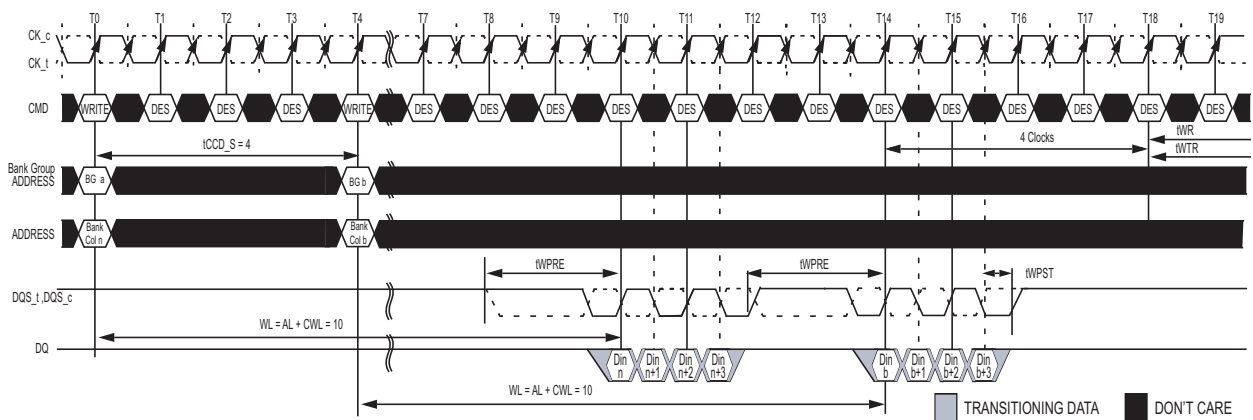 T0 T1 T2 T3 T4 T7 T8 T9 T10 T11 T12 T13 T14 T15 T16 T17 T18 T19
CK_c
CK_t
CMD WRITE DES DES DES WRITE DES DES DES DES DES DES DES DES DES DES DES DES DES
tCCD_S = 4
4 Clocks
tWR
tWTR
Bank Group
ADDRESS
BG a
BG b
ADDRESS
Bank
Col n
Bank
Col b
tWPRE
tWPRE
tWPST
DQS_t ,DQS_c
WL = AL + CWL = 10
DQ
Din
n
Din
n+1
Din
n+2
Din
n+3
Din
b
Din
b+1
Din
b+2
Din
b+3
WL = AL + CWL = 10
TRANSITIONING DATA
DON'T CARE